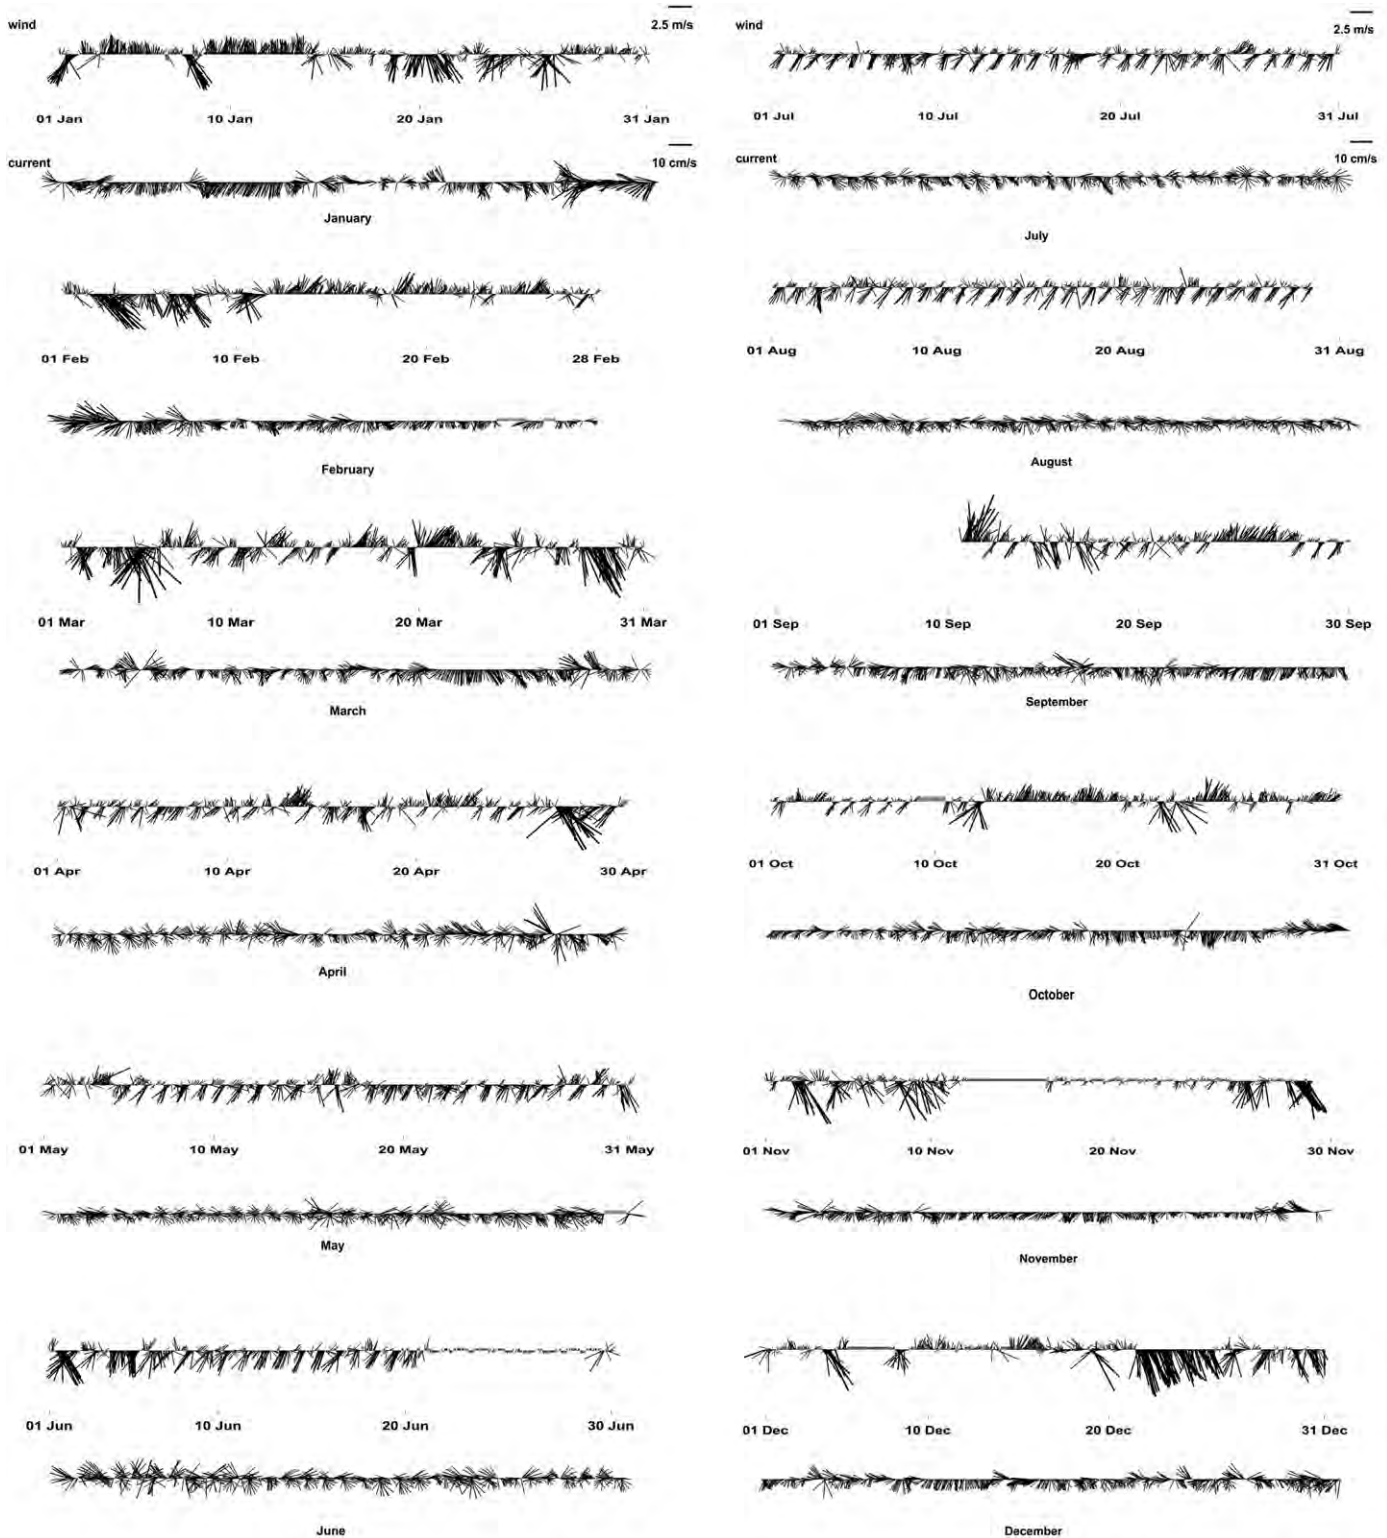 wind
2.5 m/s
01 Jan 10 Jan 20 Jan 31 Jan
current
10 cm/s
January
01 Feb 10 Feb 20 Feb 28 Feb
February
01 Mar 10 Mar 20 Mar 31 Mar
March
01 Apr 10 Apr 20 Apr 30 Apr
April
01 May 10 May 20 May 31 May
May
01 Jun 10 Jun 20 Jun 30 Jun
June
wind
2.5 m/s
01 Jul 10 Jul 20 Jul 31 Jul
current
10 cm/s
July
01 Aug 10 Aug 20 Aug 31 Aug
August
01 Sep 10 Sep 20 Sep 30 Sep
September
01 Oct 10 Oct 20 Oct 31 Oct
October
01 Nov 10 Nov 20 Nov 30 Nov
November
01 Dec 10 Dec 20 Dec 31 Dec
December